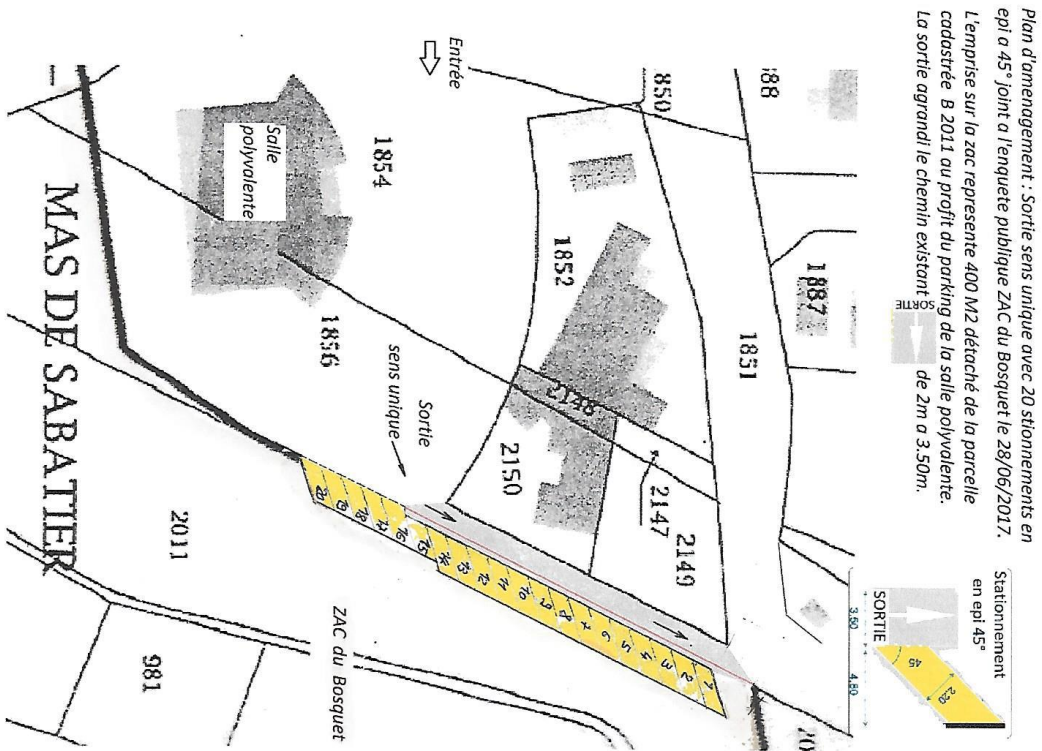 Plan d'amenagement : Sortie sens unique avec 20 stionnements en
epi a 45° joint a l'enquete publique ZAC du Bosquet le 28/06/2017.
L'emprise sur la zac represente 400 M2 détaché de la parcelle
cadastrée B 2011 au profit du parking de la salle polyvalente.
La sortie agrandi le chemin existant SORTIE de 2m a 3.50m.
Stationnement
en epi 45°
SORTIE
45
2.20
3.50
4.80
Entrée
88
850
1887
1851
1854
Salle
polyvalente
1852
1856
2148
2150
2147
2149
Sortie
sens unique
1
2
3
4
5
6
7
8
9
10
11
12
13
14
15
16
17
18
19
20
20
MAS DE SABATIER
2011
981
ZAC du Bosquet